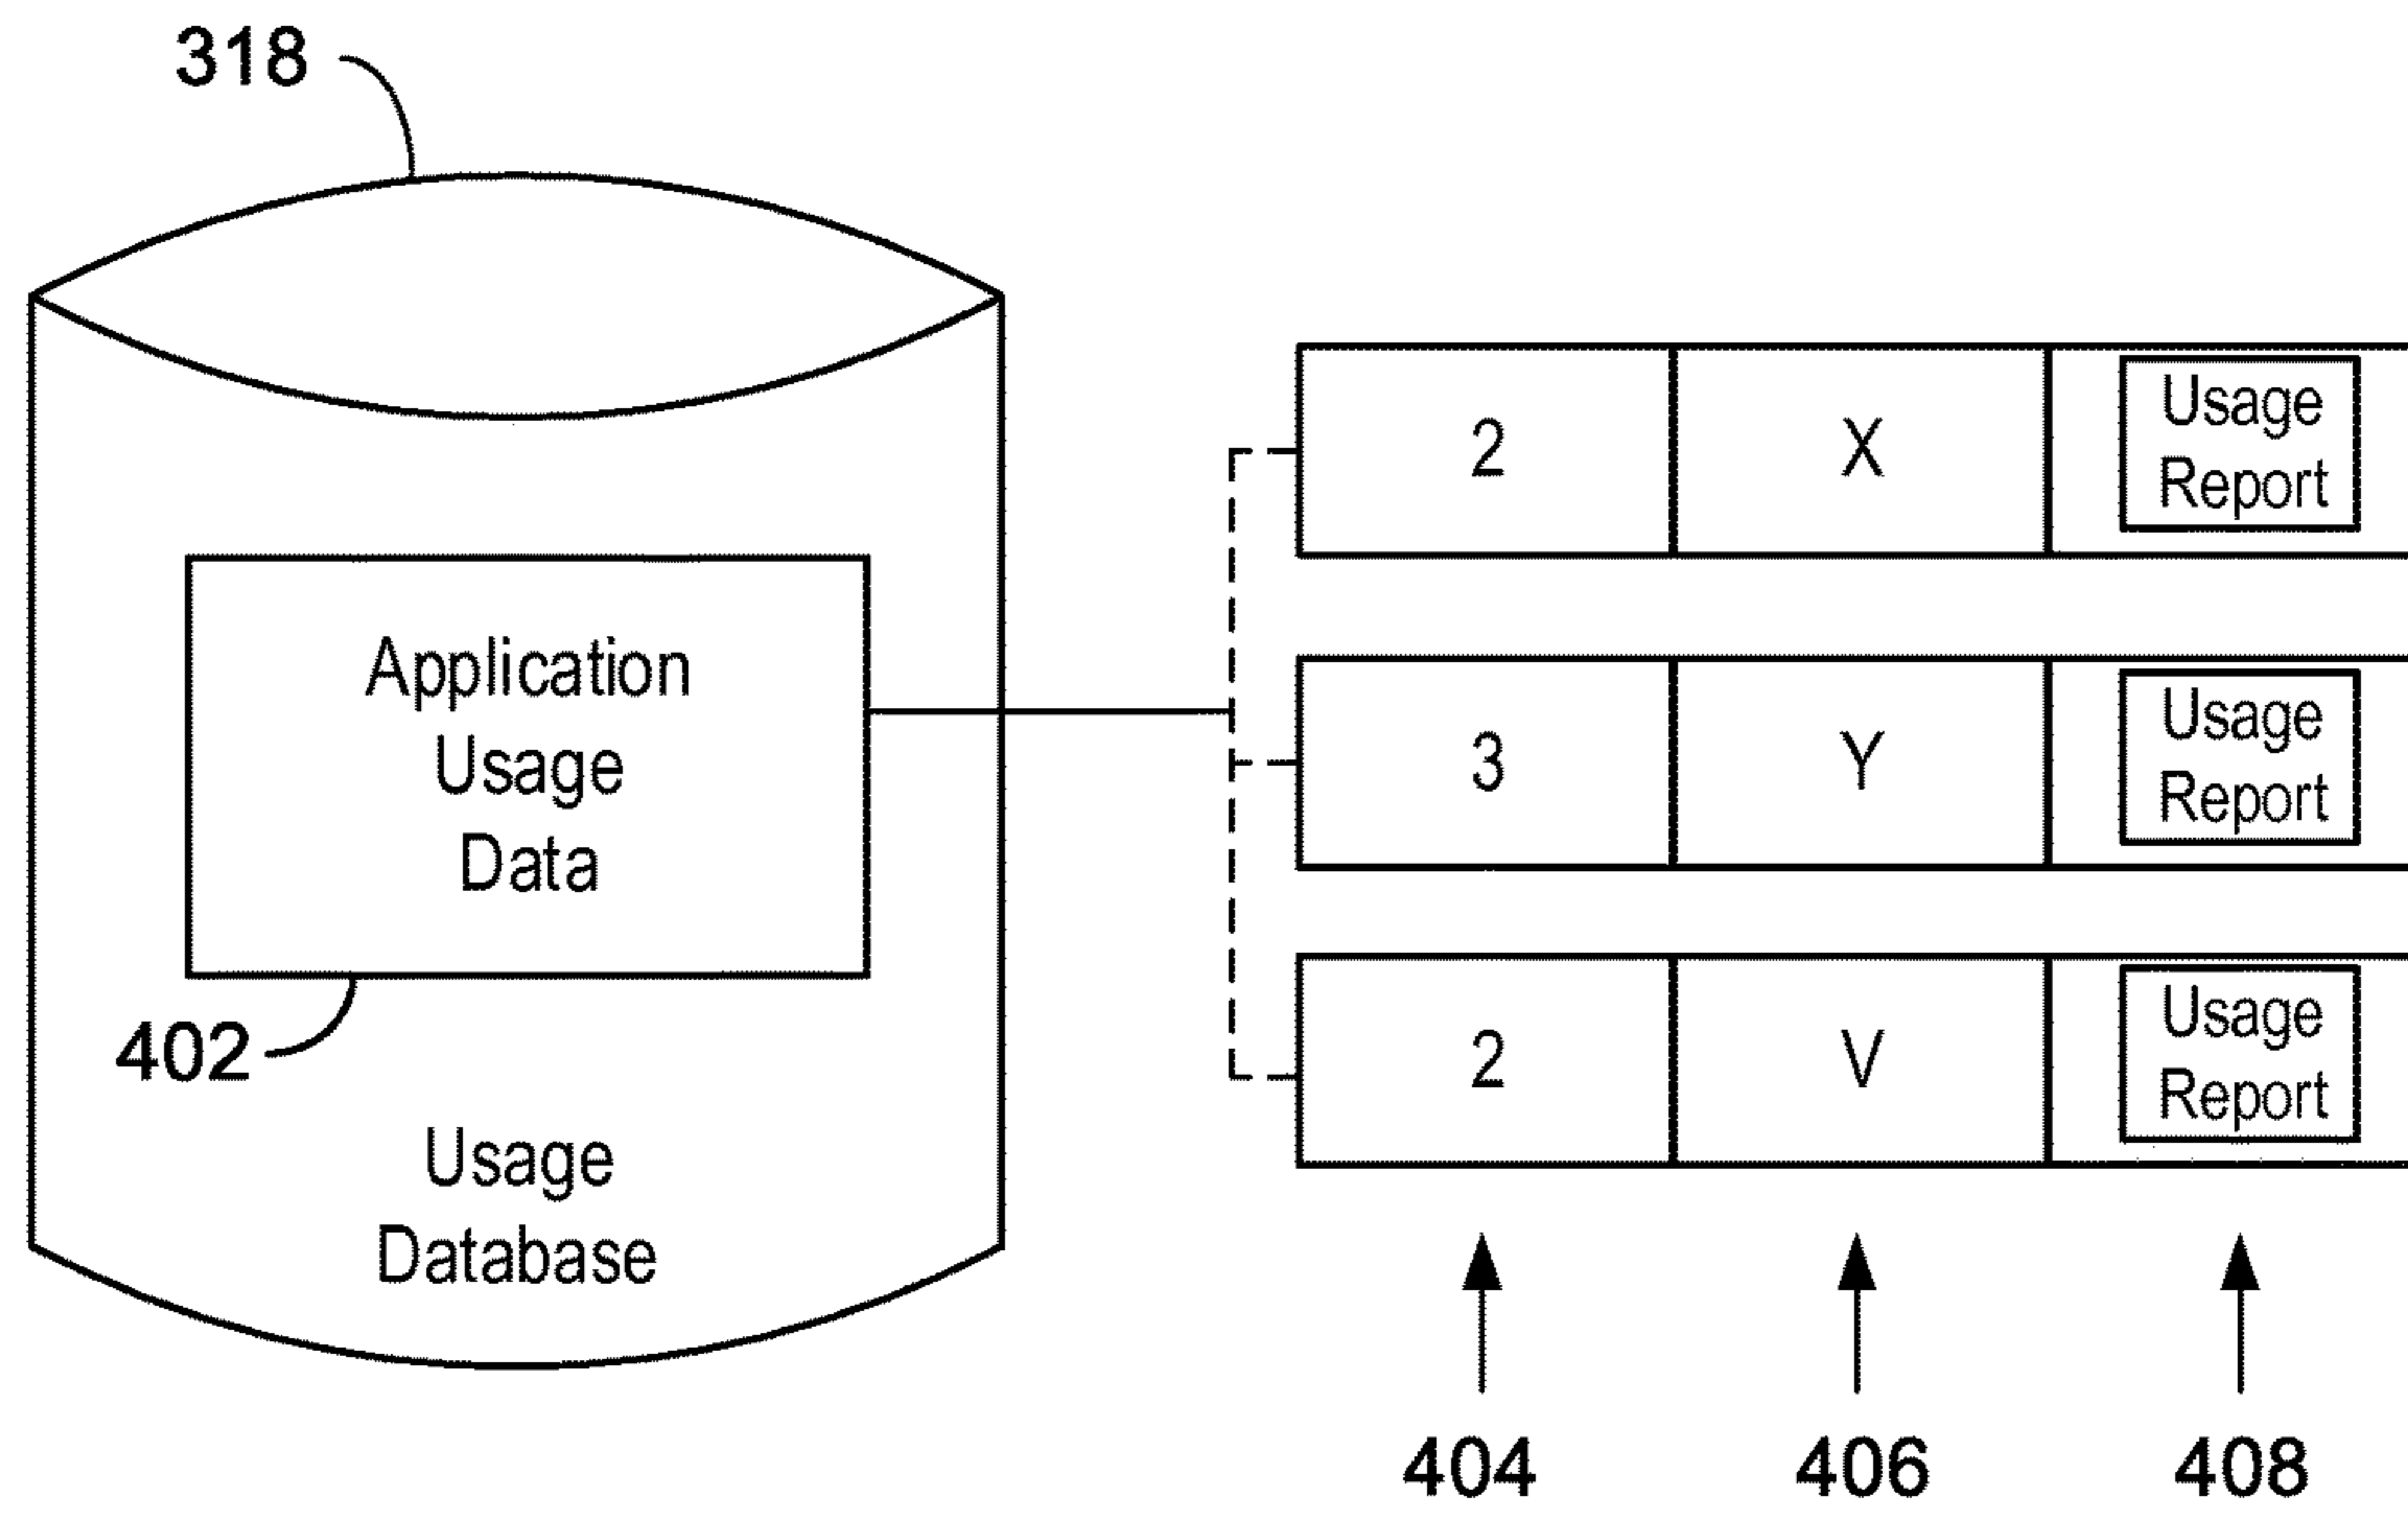 318
Application
Usage
Data
402
Usage
Database
2 X Usage
Report
3 Y Usage
Report
2 V Usage
Report
404 406 408